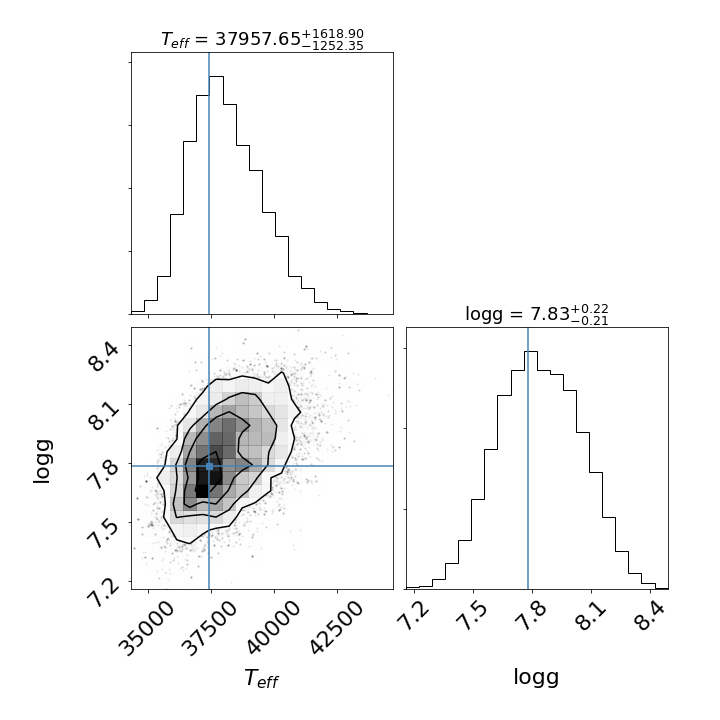 T_eff = 37957.65^{+1618.90}_{−1252.35}
logg = 7.83^{+0.22}_{−0.21}
logg
8.4
8.1
7.8
7.5
7.2
35000 37500 40000 42500
7.2 7.5 7.8 8.1 8.4
T_eff
logg